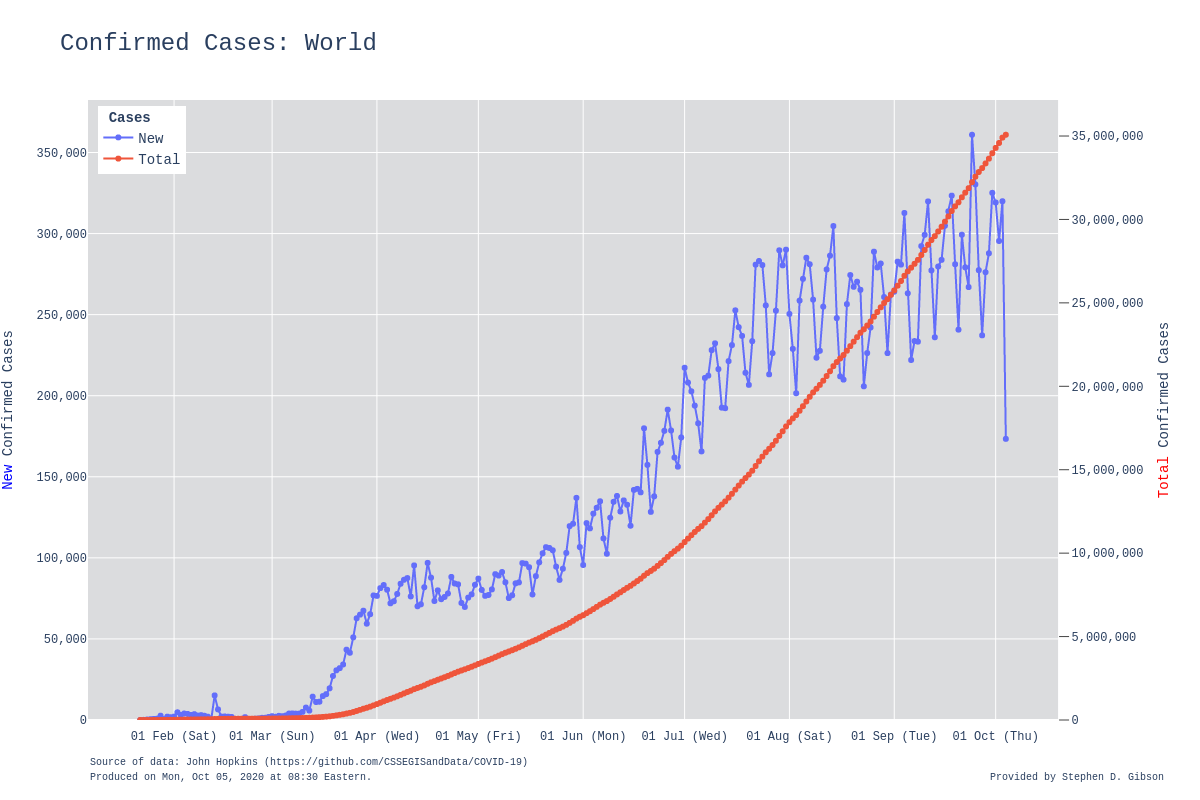 Confirmed Cases: World
Cases
New
Total
350,000
300,000
250,000
200,000
150,000
100,000
50,000
0
New Confirmed Cases
35,000,000
30,000,000
25,000,000
20,000,000
15,000,000
10,000,000
5,000,000
0
Total Confirmed Cases
01 Feb (Sat) 01 Mar (Sun) 01 Apr (Wed) 01 May (Fri) 01 Jun (Mon) 01 Jul (Wed) 01 Aug (Sat) 01 Sep (Tue) 01 Oct (Thu)
Source of data: John Hopkins (https://github.com/CSSEGISandData/COVID-19)
Produced on Mon, Oct 05, 2020 at 08:30 Eastern.
Provided by Stephen D. Gibson